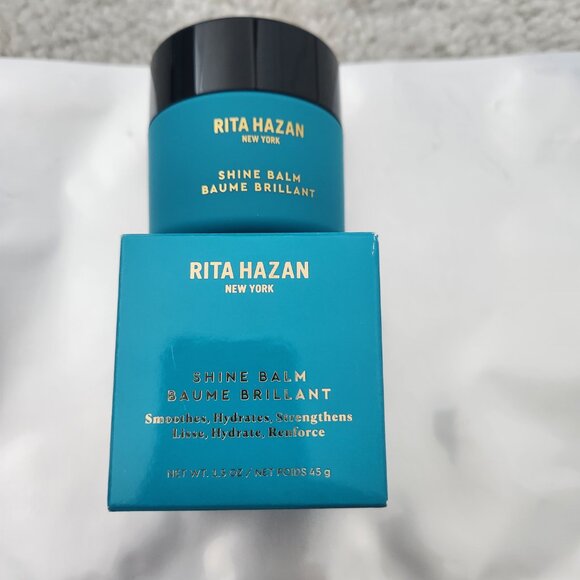 RITA HAZAN
NEW YORK
SHINE BALM
BAUME BRILLANT
RITA HAZAN
NEW YORK
SHINE BALM
BAUME BRILLANT
Smoothes, Hydrates, Strengthens
Lisse, Hydrate, Renforce
NET WT. 1.5 OZ / NET POIDS 45 g